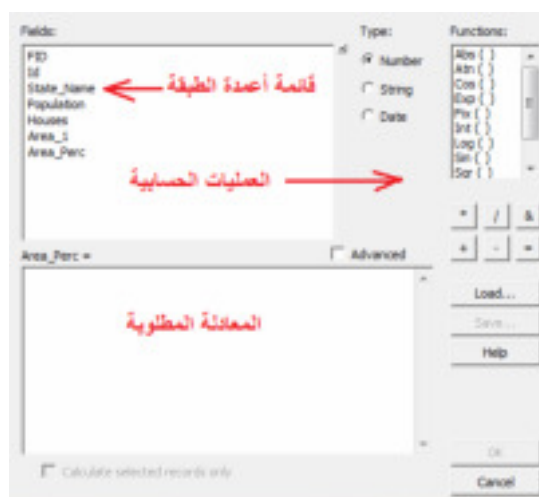 Fields:
Type:
Functions:
FID
Id
State_Name
Population
Houses
Area_1
Area_Perc
قائمة أعمدة الطبقة
العمليات الحسابية
Number
String
Date
Abs ( )
Atn ( )
Cos ( )
Exp ( )
Fix ( )
Int ( )
Log ( )
Sin ( )
Sqr ( )
* / &
+ - =
Area_Perc =
Advanced
المعادلة المطلوبة
Load...
Save...
Help
Calculate selected records only
OK
Cancel